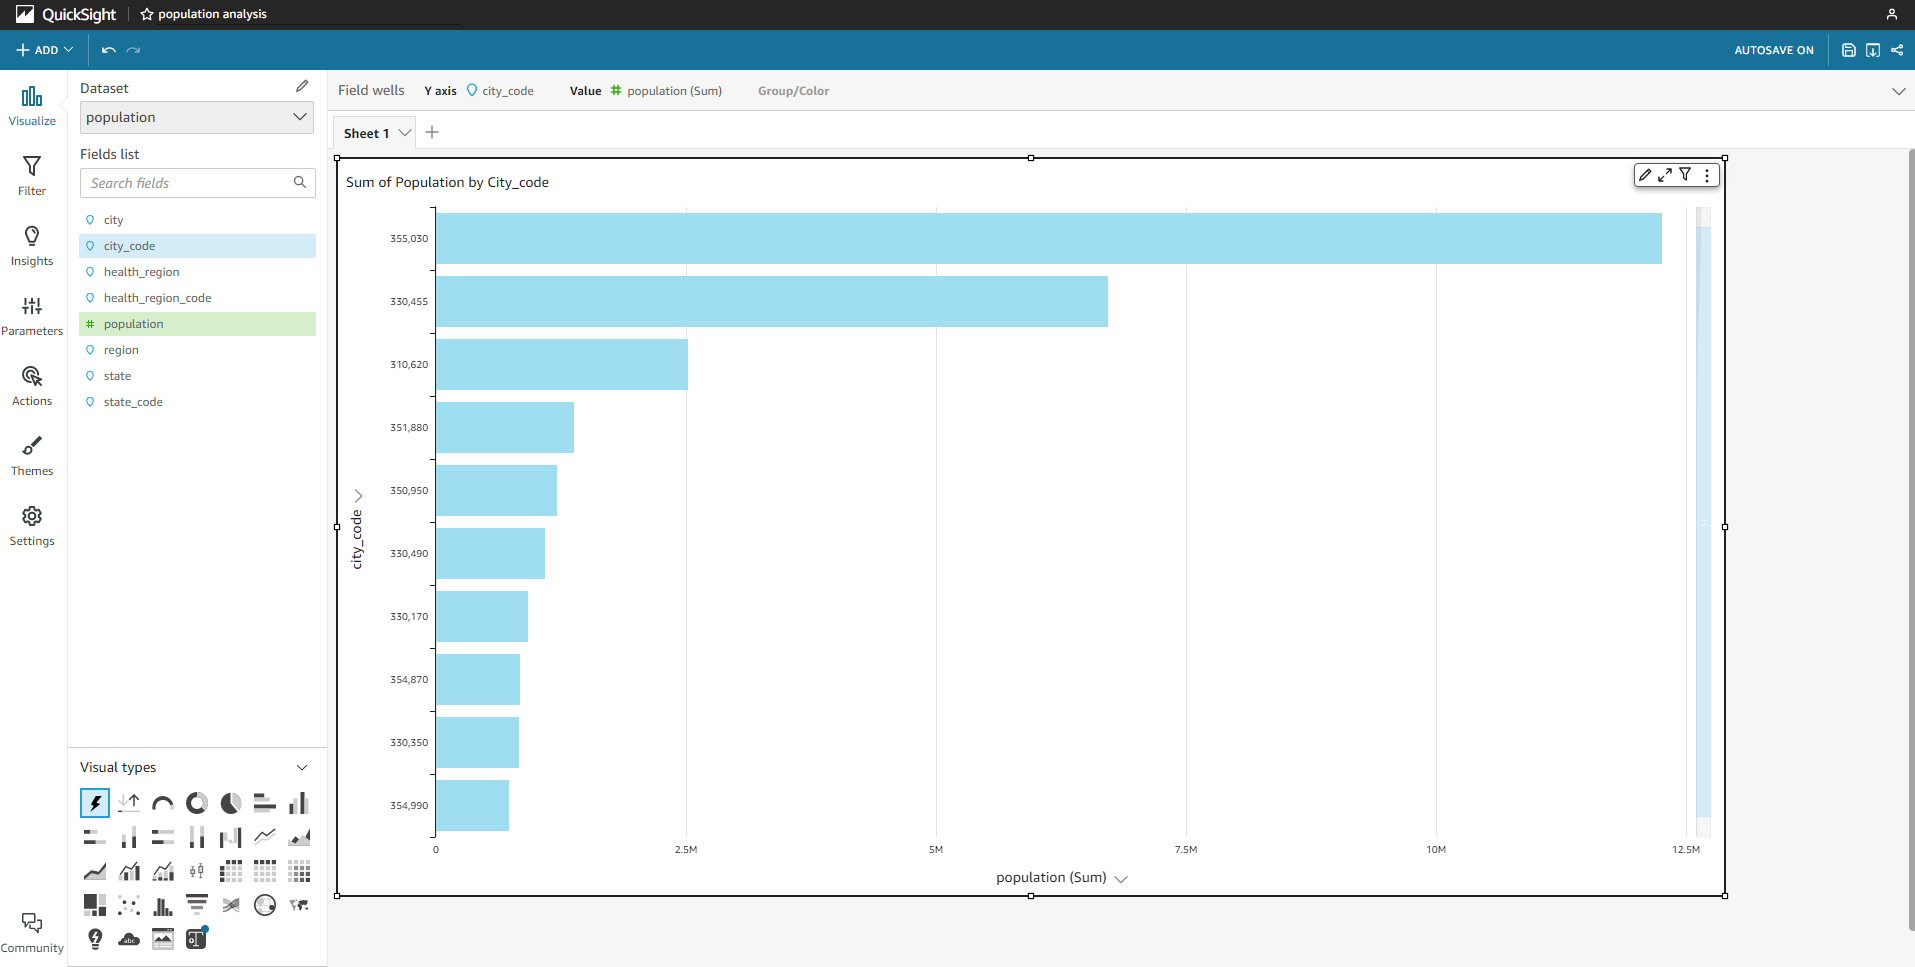 QuickSight
population analysis
ADD
AUTOSAVE ON
Visualize
Filter
Insights
Parameters
Actions
Themes
Settings
Community
Dataset
population
Fields list
Search fields
city
city_code
health_region
health_region_code
population
region
state
state_code
Visual types
abc
Field wells
Y axis city_code
Value population (Sum)
Group/Color
Sheet 1
Sum of Population by City_code
355,030
330,455
310,620
351,880
350,950
330,490
330,170
354,870
330,350
354,990
city_code
0 2.5M 5M 7.5M 10M 12.5M
population (Sum)